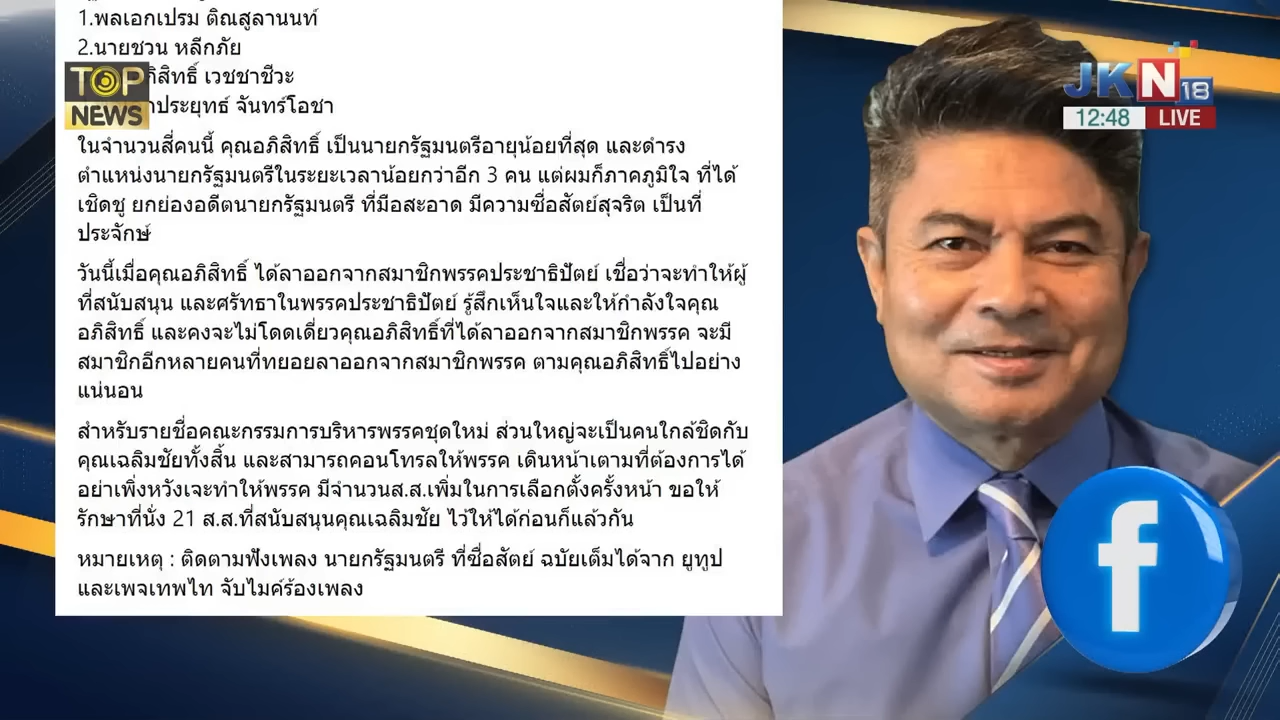 1.พลเอกเปรม ติณสูลานนท์
2.นายชวน หลีกภัย
ภิสิทธิ์ เวชชาชีวะ
กประยุทธ์ จันทร์โอชา
TOP
NEWS
JKN18
12:48 LIVE
ในจำนวนสี่คนนี้ คุณอภิสิทธิ์ เป็นนายกรัฐมนตรีอายุน้อยที่สุด และดำรง
ตำแหน่งนายกรัฐมนตรีในระยะเวลาน้อยกว่าอีก 3 คน แต่ผมก็ภาคภูมิใจ ที่ได้
เชิดชู ยกย่องอดีตนายกรัฐมนตรี ที่มือสะอาด มีความซื่อสัตย์สุจริต เป็นที่
ประจักษ์
วันนี้เมื่อคุณอภิสิทธิ์ ได้ลาออกจากสมาชิกพรรคประชาธิปัตย์ เชื่อว่าจะทำให้ผู้
ที่สนับสนุน และศรัทธาในพรรคประชาธิปัตย์ รู้สึกเห็นใจและให้กำลังใจคุณ
อภิสิทธิ์ และคงจะไม่โดดเดี่ยวคุณอภิสิทธิ์ที่ได้ลาออกจากสมาชิกพรรค จะมี
สมาชิกอีกหลายคนที่ทยอยลาออกจากสมาชิกพรรค ตามคุณอภิสิทธิ์ไปอย่าง
แน่นอน
สำหรับรายชื่อคณะกรรมการบริหารพรรคชุดใหม่ ส่วนใหญ่จะเป็นคนใกล้ชิดกับ
คุณเฉลิมชัยทั้งสิ้น และสามารถคอนโทรลให้พรรค เดินหน้าเตามที่ต้องการได้
อย่าเพิ่งหวังเจะทำให้พรรค มีจำนวนส.ส.เพิ่มในการเลือกตั้งครั้งหน้า ขอให้
รักษาที่นั่ง 21 ส.ส.ที่สนับสนุนคุณเฉลิมชัย ไว้ให้ได้ก่อนก็แล้วกัน
หมายเหตุ : ติดตามฟังเพลง นายกรัฐมนตรี ที่ซื่อสัตย์ ฉบับเต็มได้จาก ยูทูป
และเพจเทพไท จับไมค์ร้องเพลง